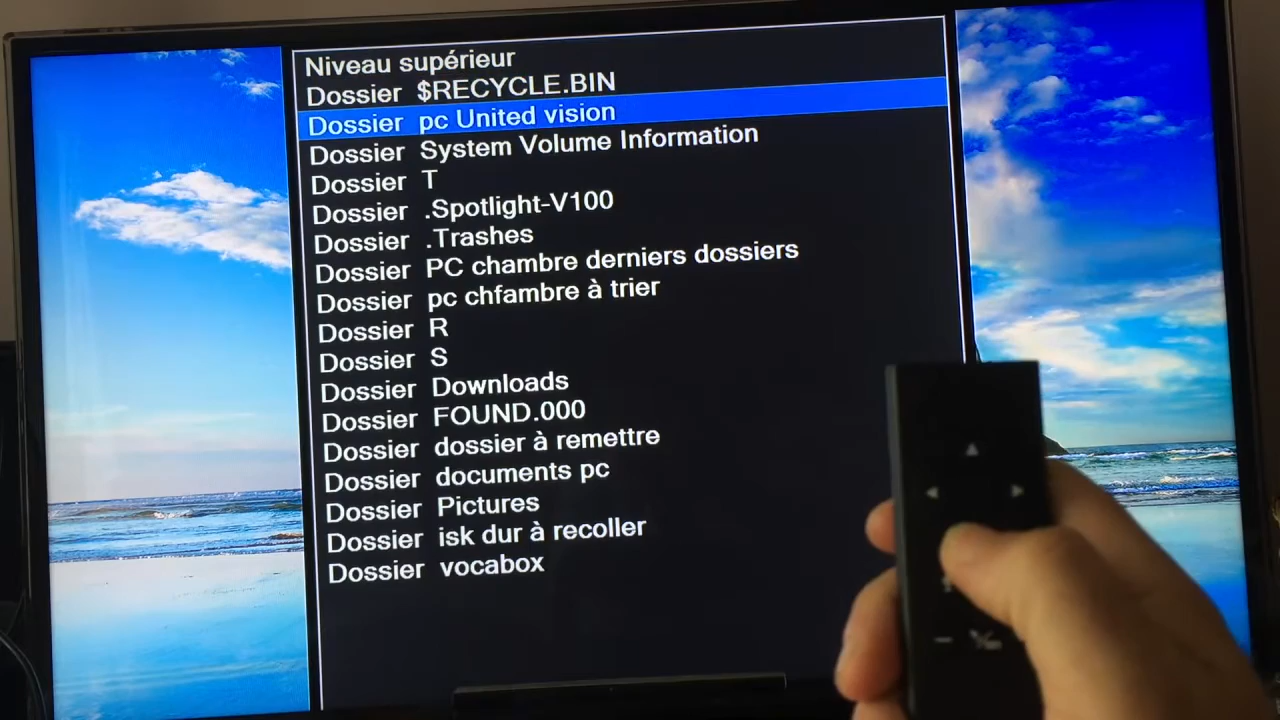 Niveau supérieur
Dossier $RECYCLE.BIN
Dossier pc United vision
Dossier System Volume Information
Dossier T
Dossier .Spotlight-V100
Dossier .Trashes
Dossier PC chambre derniers dossiers
Dossier pc chfambre à trier
Dossier R
Dossier S
Dossier Downloads
Dossier FOUND.000
Dossier dossier à remettre
Dossier documents pc
Dossier Pictures
Dossier isk dur à recoller
Dossier vocabox